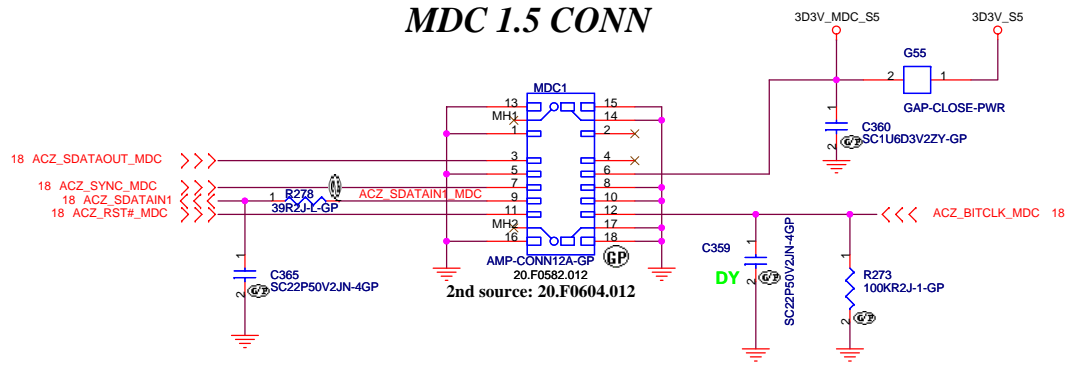 MDC 1.5 CONN
3D3V_MDC_S5
3D3V_S5
G55
2
1
GAP-CLOSE-PWR
1
2
C360
SC1U6D3V2ZY-GP
MDC1
13
15
MH1
14
1
2
3
4
5
6
7
8
9
10
11
12
MH2
17
16
18
AMP-CONN12A-GP
GP
20.F0582.012
2nd source: 20.F0604.012
18 ACZ_SDATAOUT_MDC
18 ACZ_SYNC_MDC
18 ACZ_SDATAIN1
18 ACZ_RST#_MDC
1
R278
2
39R2J-L-GP
ACZ_SDATAIN1_MDC
1
2
C365
SC22P50V2JN-4GP
ACZ_BITCLK_MDC 18
C359
DY
1
2
SC22P50V2JN-4GP
1
2
R273
100KR2J-1-GP